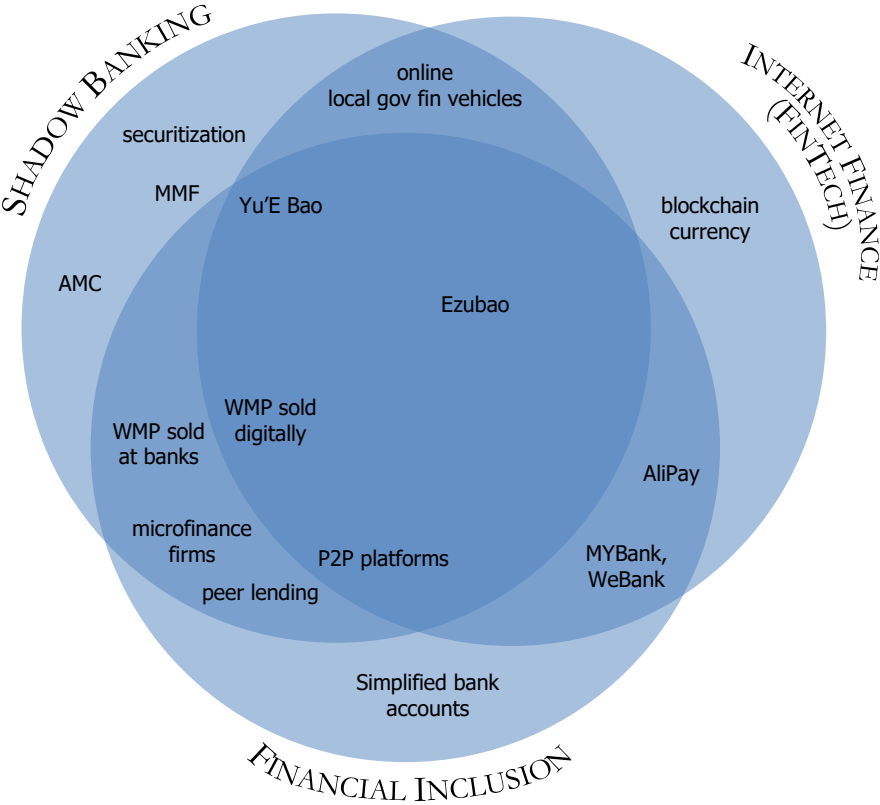 SHADOW BANKING
INTERNET FINANCE
(FINTECH)
online
local gov fin vehicles
securitization
MMF
Yu’E Bao
blockchain
currency
AMC
Ezubao
WMP sold
digitally
WMP sold
at banks
AliPay
microfinance
firms
P2P platforms
MYBank,
WeBank
peer lending
Simplified bank
accounts
FINANCIAL INCLUSION